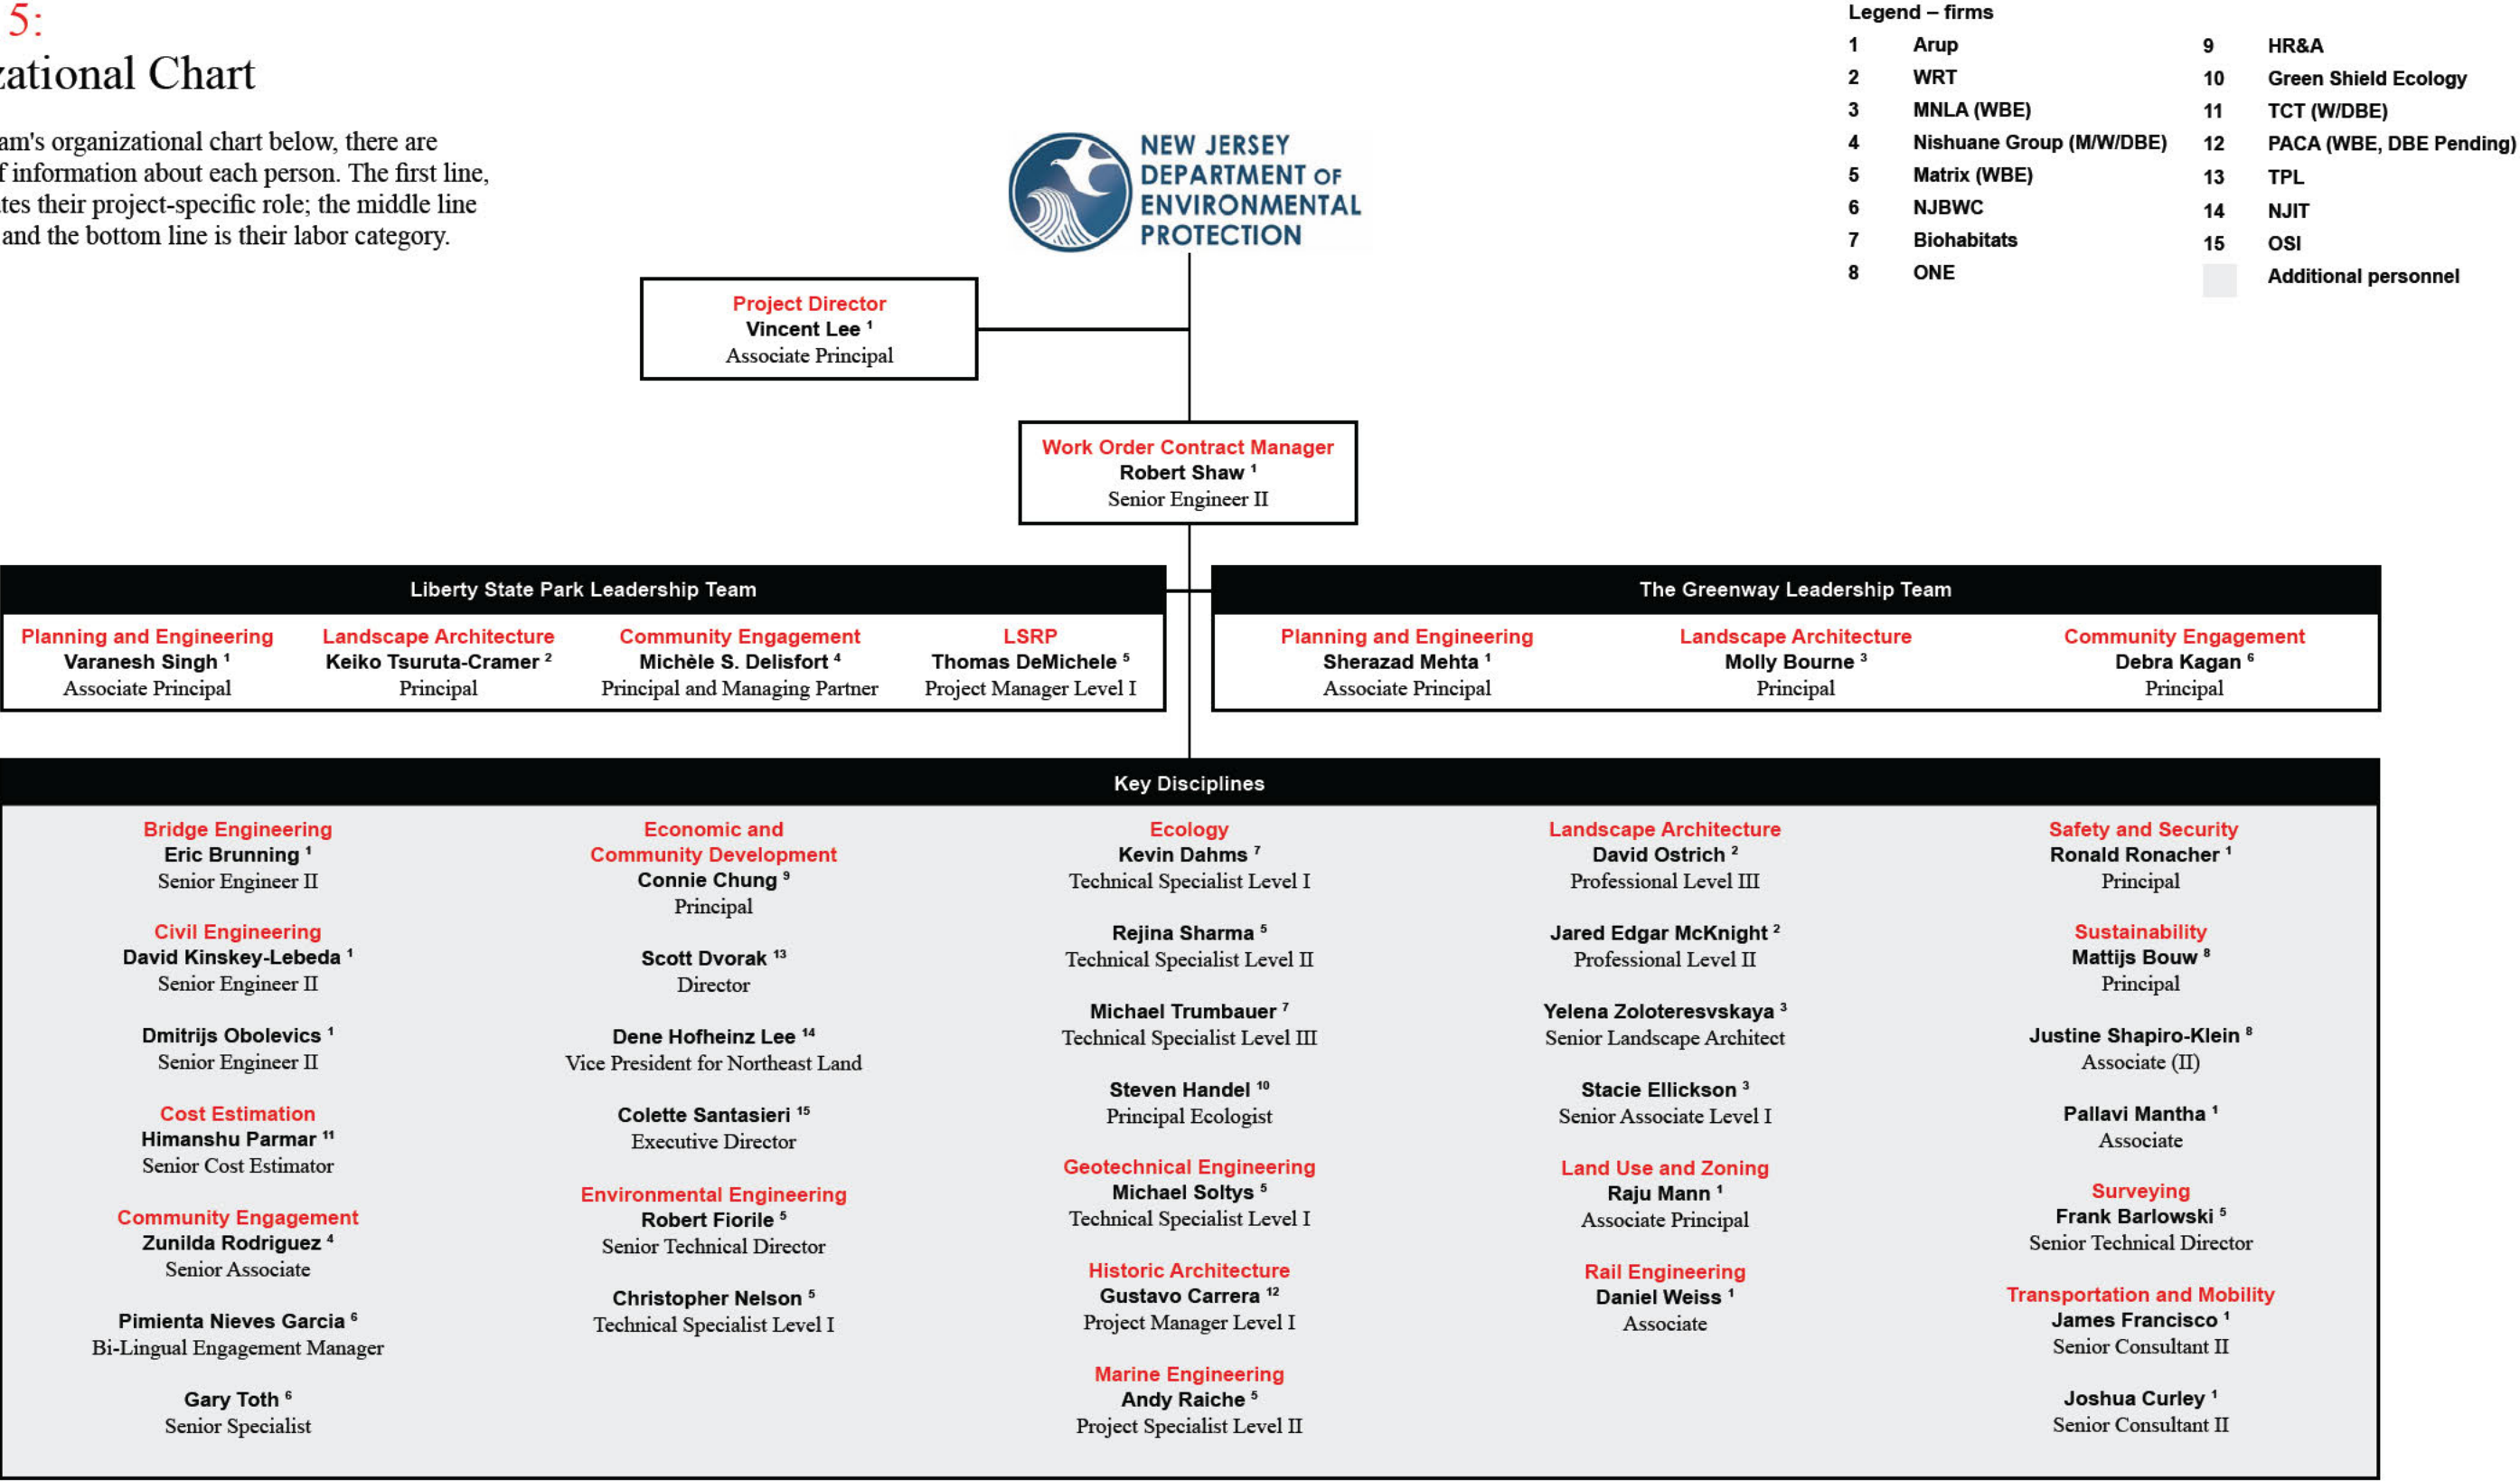 5:
zational Chart
am's organizational chart below, there are
f information about each person. The first line,
tes their project-specific role; the middle line
and the bottom line is their labor category.
Legend – firms
1 Arup
2 WRT
3 MNLA (WBE)
4 Nishuane Group (M/W/DBE)
5 Matrix (WBE)
6 NJBWC
7 Biohabitats
8 ONE
9 HR&A
10 Green Shield Ecology
11 TCT (W/DBE)
12 PACA (WBE, DBE Pending)
13 TPL
14 NJIT
15 OSI
Additional personnel
NEW JERSEY
DEPARTMENT OF
ENVIRONMENTAL
PROTECTION
Project Director
Vincent Lee ¹
Associate Principal
Work Order Contract Manager
Robert Shaw ¹
Senior Engineer II
Liberty State Park Leadership Team
Planning and Engineering
Varanesh Singh ¹
Associate Principal
Landscape Architecture
Keiko Tsuruta-Cramer ²
Principal
Community Engagement
Michèle S. Delisfort ⁴
Principal and Managing Partner
LSRP
Thomas DeMichele ⁵
Project Manager Level I
The Greenway Leadership Team
Planning and Engineering
Sherazad Mehta ¹
Associate Principal
Landscape Architecture
Molly Bourne ³
Principal
Community Engagement
Debra Kagan ⁶
Principal
Key Disciplines
Bridge Engineering
Eric Brunning ¹
Senior Engineer II
Civil Engineering
David Kinskey-Lebeda ¹
Senior Engineer II
Dmitrijs Obolevics ¹
Senior Engineer II
Cost Estimation
Himanshu Parmar ¹¹
Senior Cost Estimator
Community Engagement
Zunilda Rodriguez ⁴
Senior Associate
Pimienta Nieves Garcia ⁶
Bi-Lingual Engagement Manager
Gary Toth ⁶
Senior Specialist
Economic and
Community Development
Connie Chung ⁹
Principal
Scott Dvorak ¹³
Director
Dene Hofheinz Lee ¹⁴
Vice President for Northeast Land
Colette Santasieri ¹⁵
Executive Director
Environmental Engineering
Robert Fiorile ⁵
Senior Technical Director
Christopher Nelson ⁵
Technical Specialist Level I
Ecology
Kevin Dahms ⁷
Technical Specialist Level I
Rejina Sharma ⁵
Technical Specialist Level II
Michael Trumbauer ⁷
Technical Specialist Level III
Steven Handel ¹⁰
Principal Ecologist
Geotechnical Engineering
Michael Soltys ⁵
Technical Specialist Level I
Historic Architecture
Gustavo Carrera ¹²
Project Manager Level I
Marine Engineering
Andy Raiche ⁵
Project Specialist Level II
Landscape Architecture
David Ostrich ²
Professional Level III
Jared Edgar McKnight ²
Professional Level II
Yelena Zoloteresvskaya ³
Senior Landscape Architect
Stacie Ellickson ³
Senior Associate Level I
Land Use and Zoning
Raju Mann ¹
Associate Principal
Rail Engineering
Daniel Weiss ¹
Associate
Safety and Security
Ronald Ronacher ¹
Principal
Sustainability
Mattijs Bouw ⁸
Principal
Justine Shapiro-Klein ⁸
Associate (II)
Pallavi Mantha ¹
Associate
Surveying
Frank Barlowski ⁵
Senior Technical Director
Transportation and Mobility
James Francisco ¹
Senior Consultant II
Joshua Curley ¹
Senior Consultant II